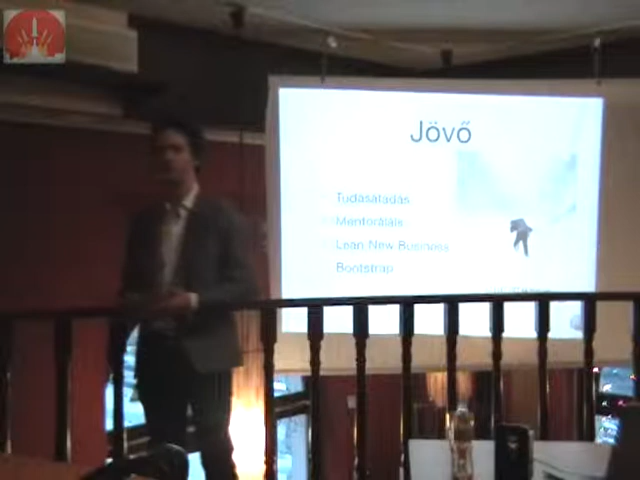 Jövő
Tudásátadás
Mentorálás
Lean New Business
Bootstrap